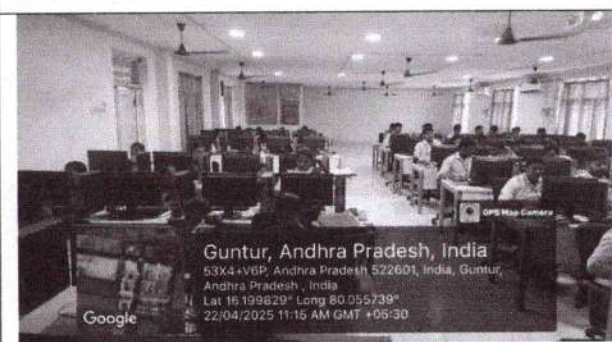 GPS Map Camera
Guntur, Andhra Pradesh, India
53X4+V6P, Andhra Pradesh 522601, India, Guntur,
Andhra Pradesh , India
Lat 16.199829° Long 80.055739°
22/04/2025 11:15 AM GMT +05:30
Google